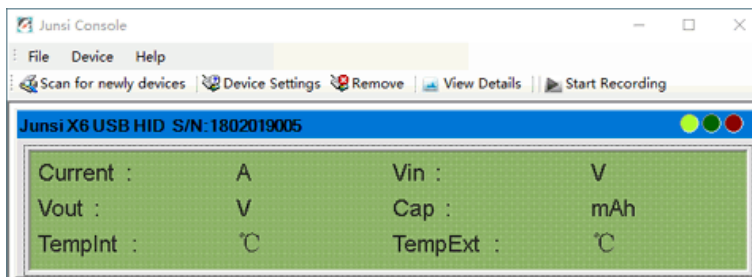 Junsi Console
File Device Help
Scan for newly devices Device Settings Remove View Details Start Recording
Junsi X6 USB HID S/N:1802019005
Current : A Vin : V
Vout : V Cap : mAh
TempInt : ℃ TempExt : ℃